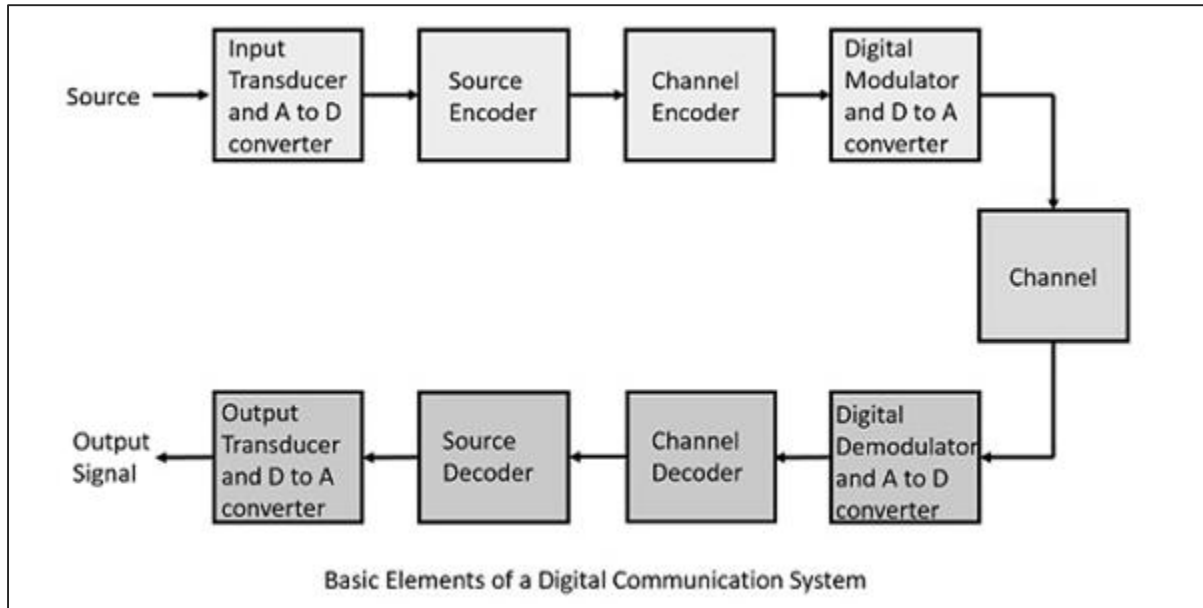 Source
Input
Transducer
and A to D
converter
Source
Encoder
Channel
Encoder
Digital
Modulator
and D to A
converter
Channel
Digital
Demodulator
and A to D
converter
Channel
Decoder
Source
Decoder
Output
Transducer
and D to A
converter
Output
Signal
Basic Elements of a Digital Communication System